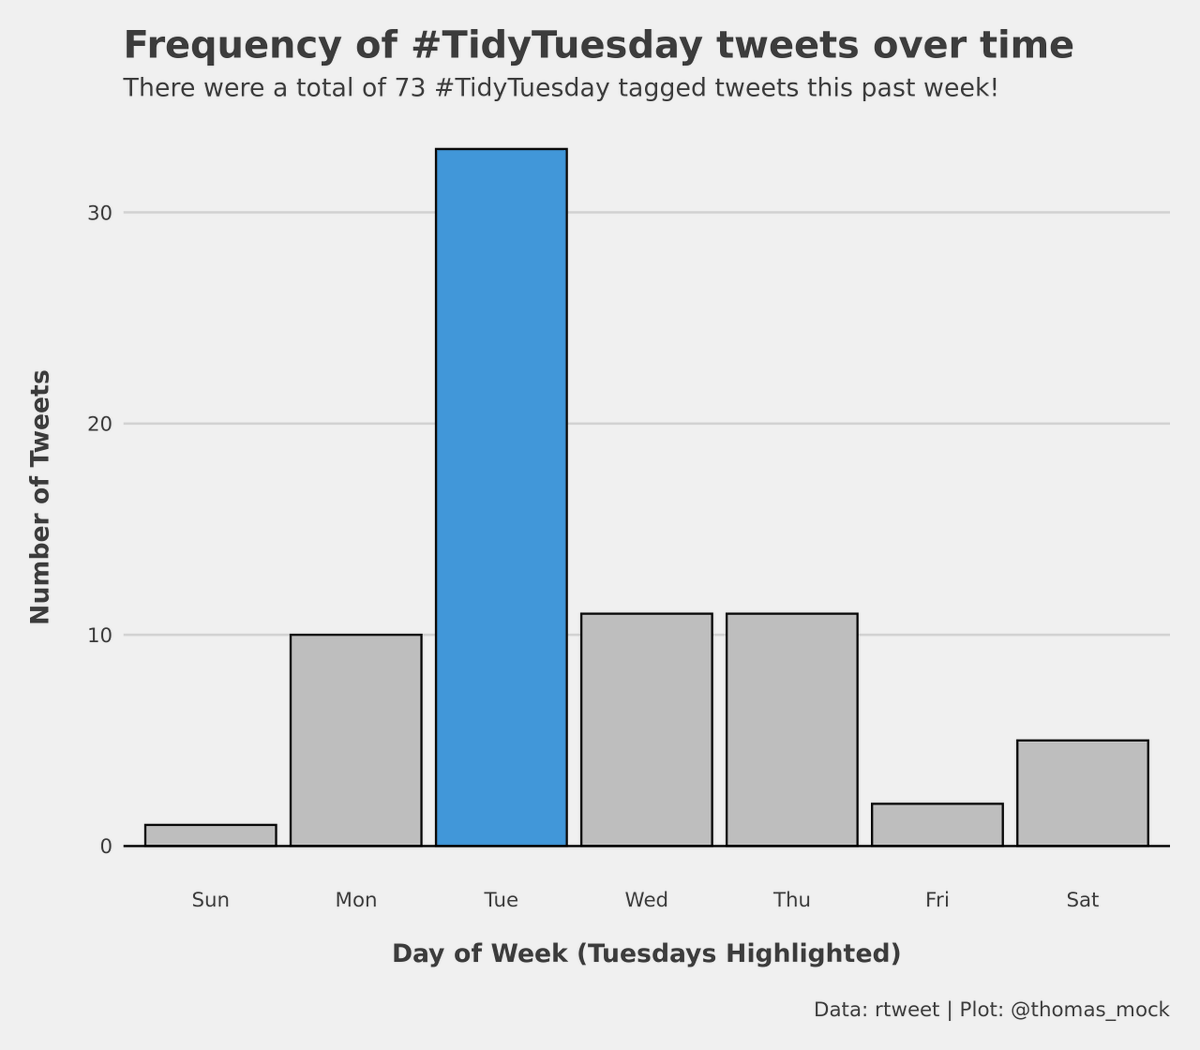 Frequency of #TidyTuesday tweets over time
There were a total of 73 #TidyTuesday tagged tweets this past week!
Number of Tweets
30
20
10
0
Sun Mon Tue Wed Thu Fri Sat
Day of Week (Tuesdays Highlighted)
Data: rtweet | Plot: @thomas_mock